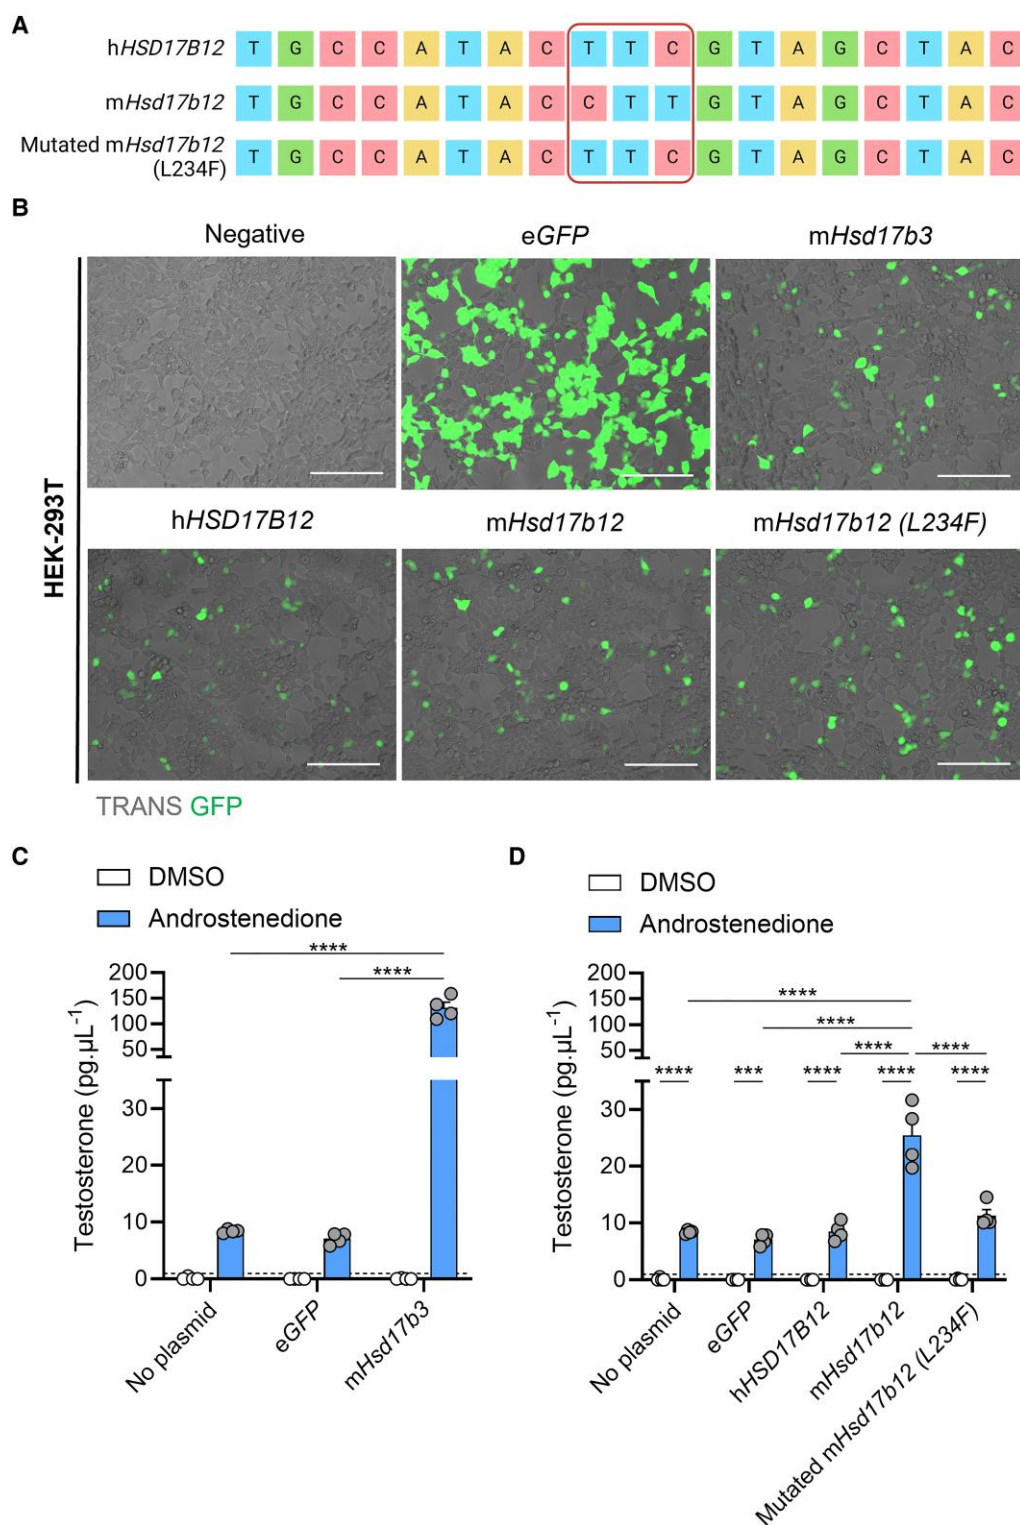 A
hHSD17B12 T G C C A T A C T T C G T A G C T A C
mHsd17b12 T G C C A T A C C T T G T A G C T A C
Mutated mHsd17b12
(L234F) T G C C A T A C T T C G T A G C T A C
B
Negative eGFP mHsd17b3
HEK-293T
hHSD17B12 mHsd17b12 mHsd17b12 (L234F)
TRANS GFP
C
DMSO
Androstenedione
****
****
Testosterone (pg.µL⁻¹)
200
150
100
50
30
20
10
0
No plasmid
eGFP
mHsd17b3
D
DMSO
Androstenedione
****
****
**** ****
**** *** **** **** ****
Testosterone (pg.µL⁻¹)
200
150
100
50
30
20
10
0
No plasmid
eGFP
hHSD17B12
mHsd17b12
Mutated mHsd17b12 (L234F)